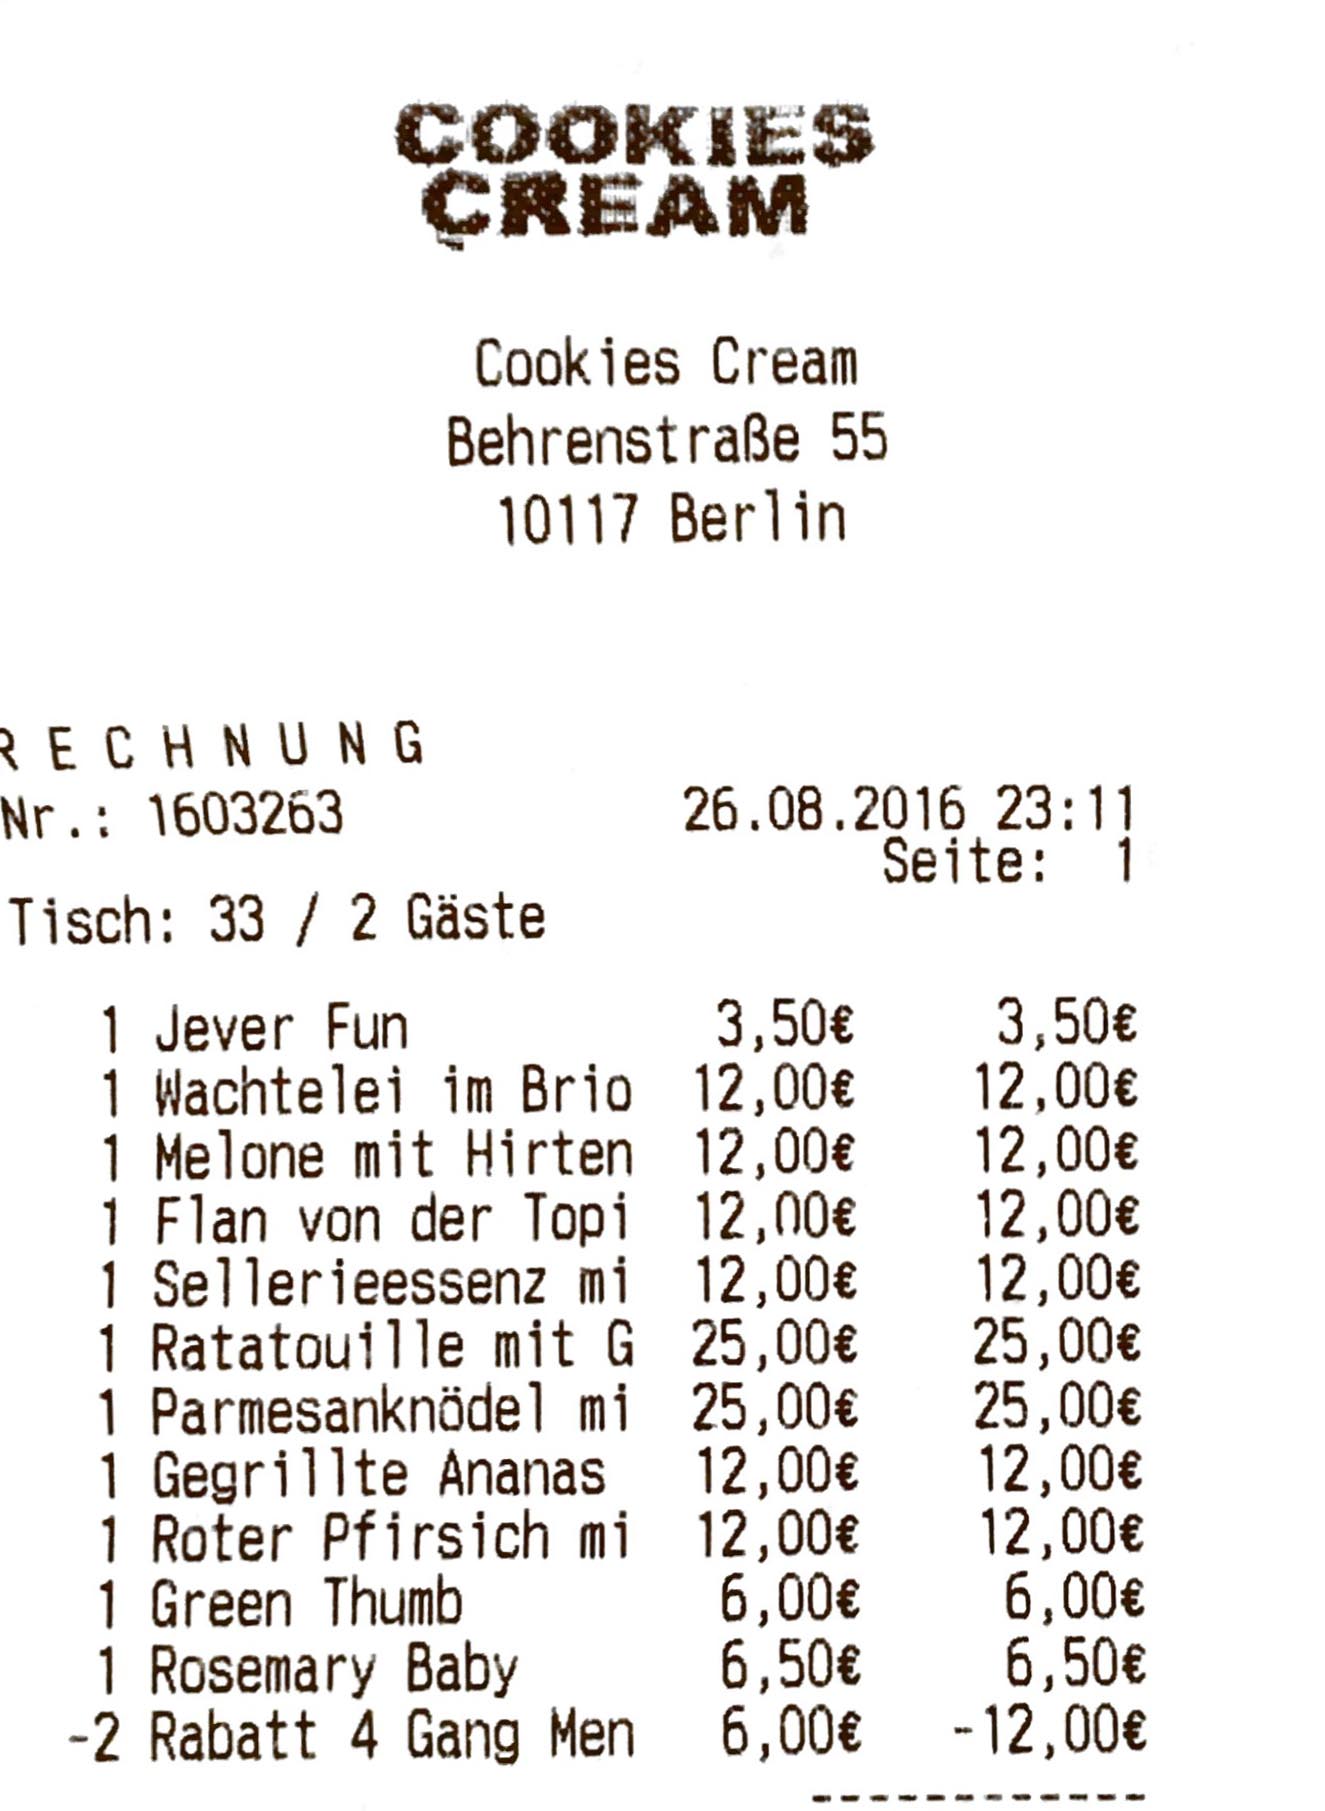 COOKIES
CREAM
Cookies Cream
Behrenstraße 55
10117 Berlin
RECHNUNG
Nr.: 1603263 26.08.2016 23:11
Seite: 1
Tisch: 33 / 2 Gäste
1 Jever Fun 3,50€ 3,50€
1 Wachtelei im Brio 12,00€ 12,00€
1 Melone mit Hirten 12,00€ 12,00€
1 Flan von der Topi 12,00€ 12,00€
1 Sellerieessenz mi 12,00€ 12,00€
1 Ratatouille mit G 25,00€ 25,00€
1 Parmesanknödel mi 25,00€ 25,00€
1 Gegrillte Ananas 12,00€ 12,00€
1 Roter Pfirsich mi 12,00€ 12,00€
1 Green Thumb 6,00€ 6,00€
1 Rosemary Baby 6,50€ 6,50€
-2 Rabatt 4 Gang Men 6,00€ -12,00€
------------